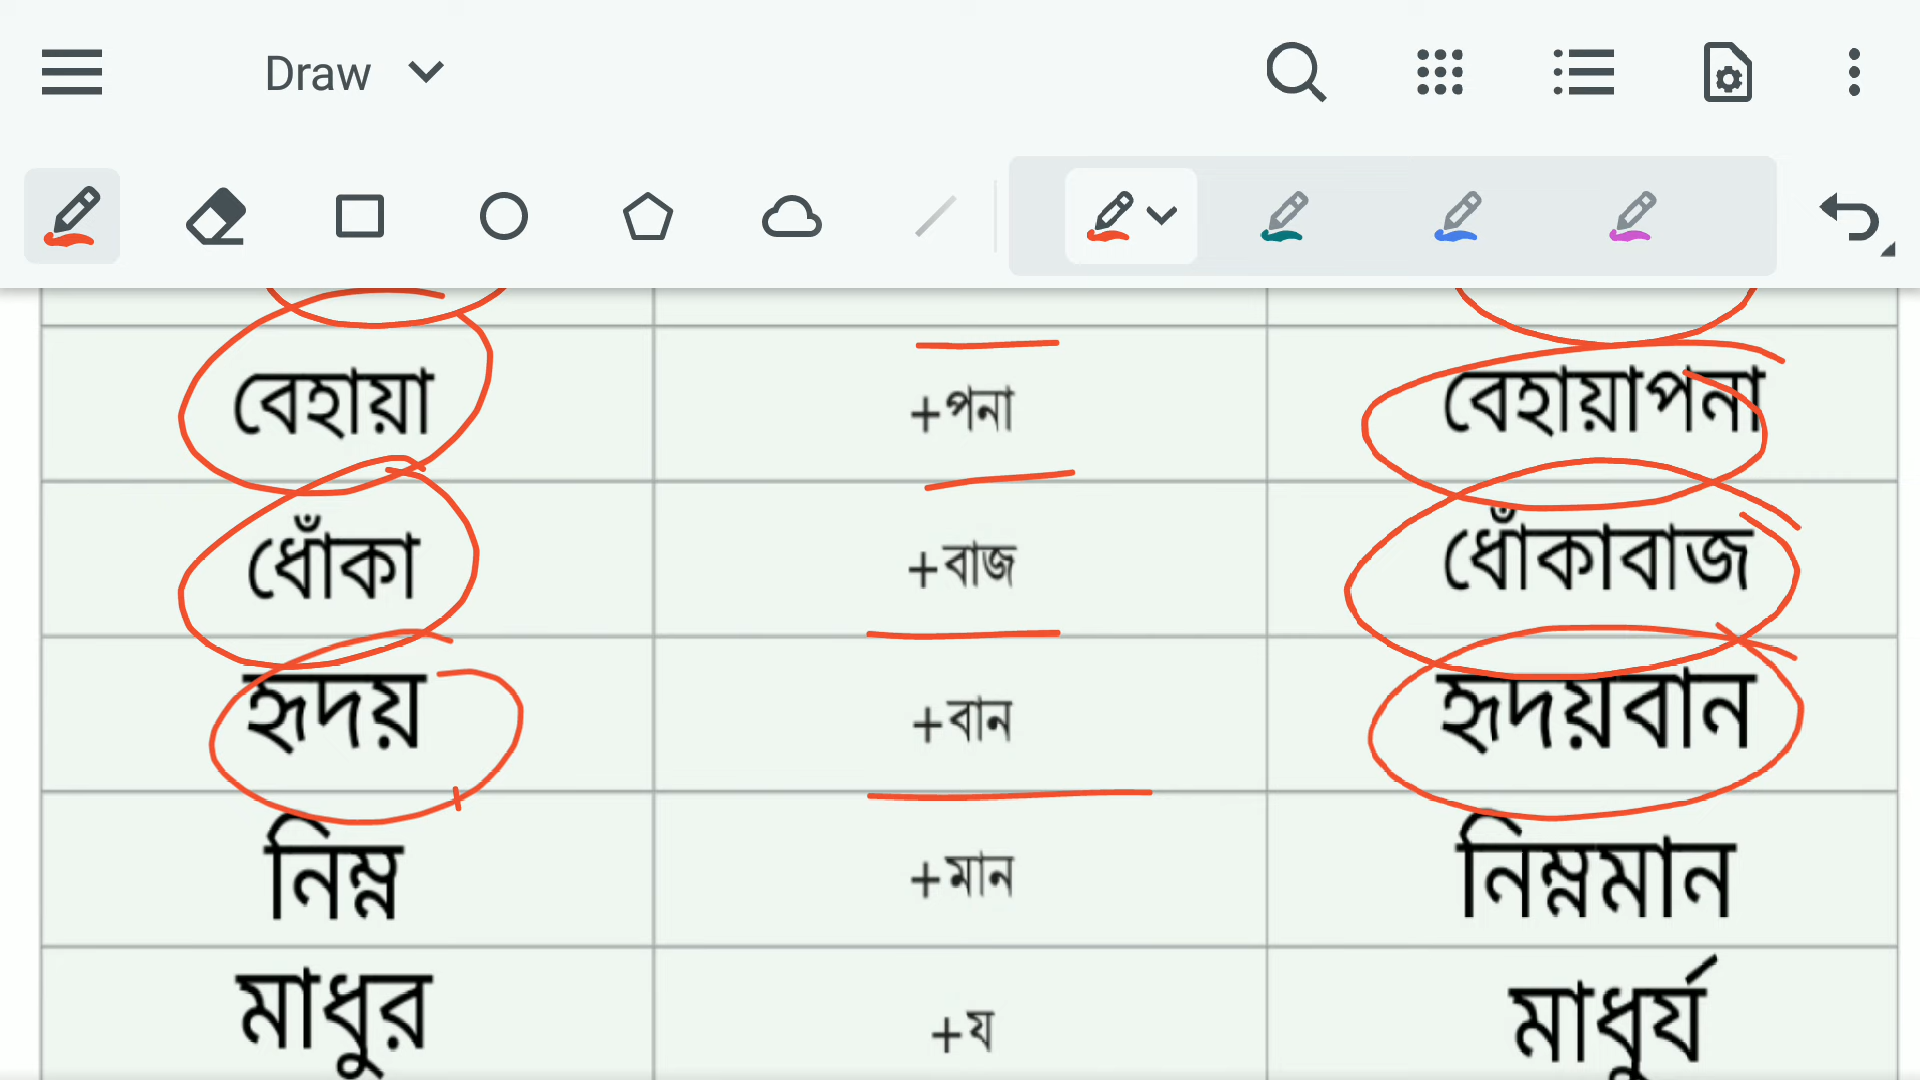 Draw
বেহায়া +পনা বেহায়াপনা
ধোঁকা +বাজ ধোঁকাবাজ
হৃদয় +বান হৃদয়বান
নিম্ন +মান নিম্নমান
মাধুর +য মাধুর্য